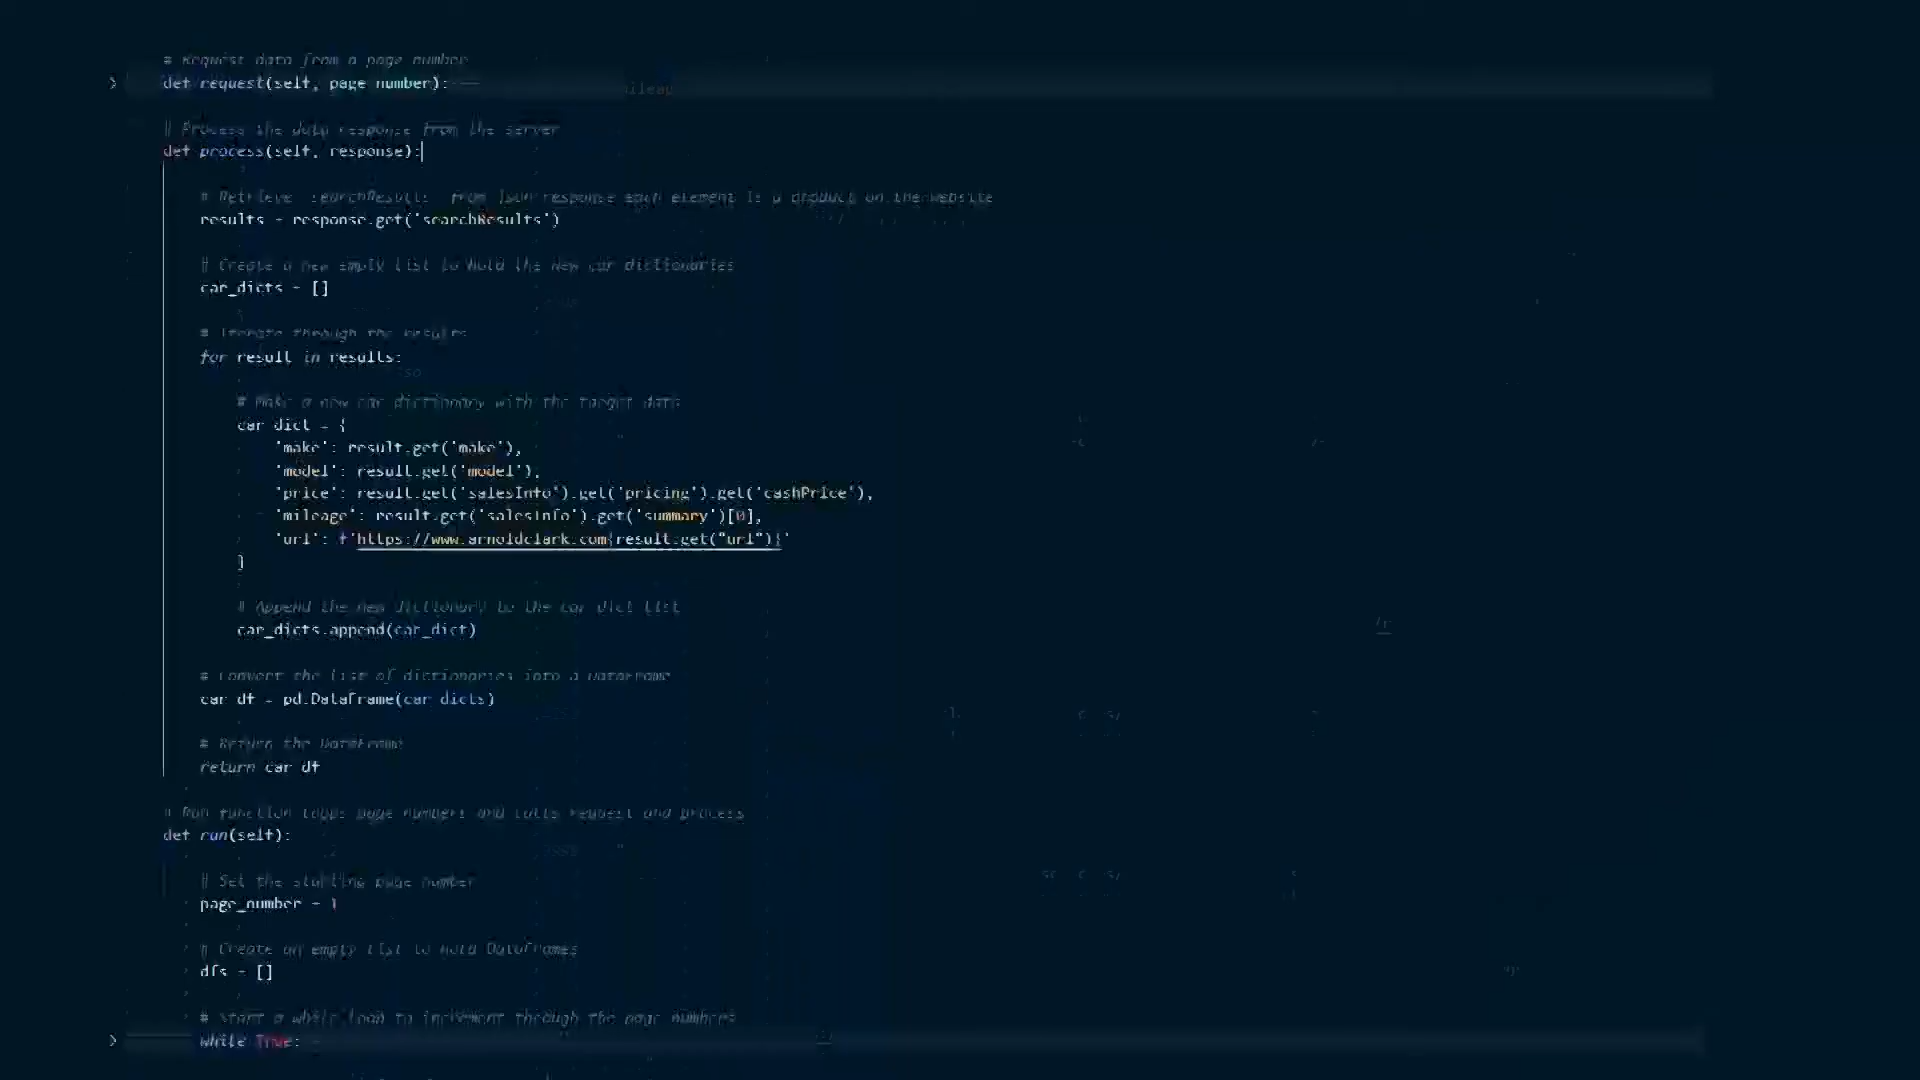 # Request data from a page number
def request(self, page_number):
# Process the data response from the server
def process(self, response):
# Retrieve 'searchResults' from json response each element is a product on the website
results = response.get('searchResults')
# Create a new empty list to hold the new car dictionaries
car_dicts = []
# Iterate through the results
for result in results:
# Make a new car dictionary with the target data
car_dict = {
'make': result.get('make'),
'model': result.get('model'),
'price': result.get('salesInfo').get('pricing').get('cashPrice'),
'mileage': result.get('salesInfo').get('summary')[0],
'url': f'https://www.arnoldclark.com{result.get("url")}'
}
# Append the new dictionary to the car dict list
car_dicts.append(car_dict)
# Convert the list of dictionaries into a DataFrame
car_df = pd.DataFrame(car_dicts)
# Return the DataFrame
return car_df
# Run function loops page numbers and calls request and process
def run(self):
# Set the starting page number
page_number = 1
# Create an empty list to hold DataFrames
dfs = []
# Start a while loop to increment through the page numbers
while True: